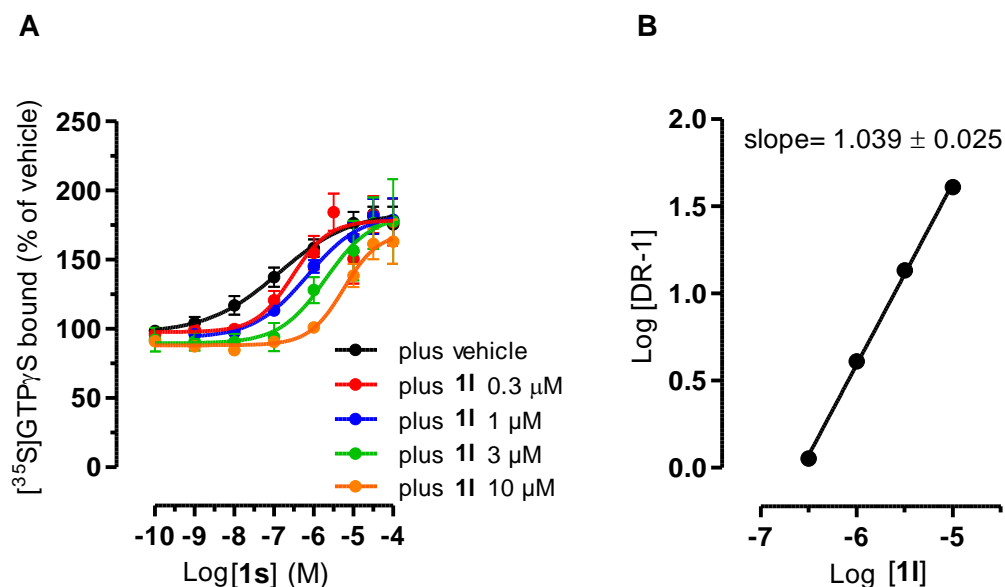 A
[³⁵S]GTPγS bound (% of vehicle)
250
200
150
100
50
0
plus vehicle
plus 1l 0.3 μM
plus 1l 1 μM
plus 1l 3 μM
plus 1l 10 μM
-10 -9 -8 -7 -6 -5 -4
Log[1s] (M)
B
slope= 1.039 ± 0.025
Log [DR-1]
2.0
1.5
1.0
0.5
0.0
-7 -6 -5
Log [1l]